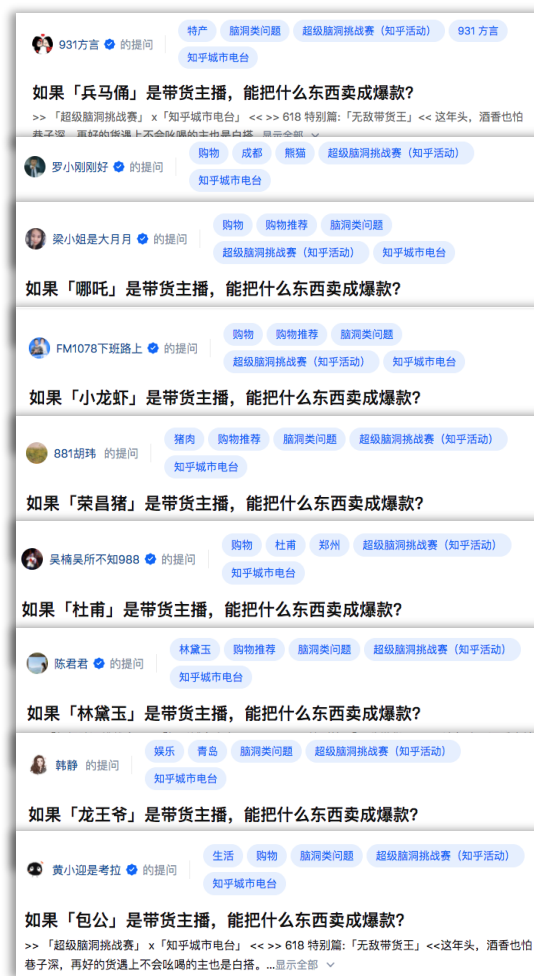 931方言 的提问 特产 脑洞类问题 超级脑洞挑战赛（知乎活动） 931 方言
知乎城市电台
如果「兵马俑」是带货主播，能把什么东西卖成爆款？
>> 「超级脑洞挑战赛」 x「知乎城市电台」 << >> 618 特别篇:「无敌带货王」<< 这年头，酒香也怕
巷子深，再好的货遇上不会吆喝的主也是白搭 显示全部
罗小刚刚好 的提问 购物 成都 熊猫 超级脑洞挑战赛（知乎活动）
知乎城市电台
梁小姐是大月月 的提问 购物 购物推荐 脑洞类问题
超级脑洞挑战赛（知乎活动） 知乎城市电台
如果「哪吒」是带货主播，能把什么东西卖成爆款？
FM1078下班路上 的提问 购物 购物推荐 脑洞类问题
超级脑洞挑战赛（知乎活动） 知乎城市电台
如果「小龙虾」是带货主播，能把什么东西卖成爆款？
881胡玮 的提问 猪肉 购物推荐 脑洞类问题 超级脑洞挑战赛（知乎活动）
知乎城市电台
如果「荣昌猪」是带货主播，能把什么东西卖成爆款？
吴楠吴所不知988 的提问 购物 杜甫 郑州 超级脑洞挑战赛（知乎活动）
知乎城市电台
如果「杜甫」是带货主播，能把什么东西卖成爆款？
陈君君 的提问 林黛玉 购物推荐 脑洞类问题 超级脑洞挑战赛（知乎活动）
知乎城市电台
如果「林黛玉」是带货主播，能把什么东西卖成爆款？
韩静 的提问 娱乐 青岛 脑洞类问题 超级脑洞挑战赛（知乎活动）
知乎城市电台
如果「龙王爷」是带货主播，能把什么东西卖成爆款？
黄小迎是考拉 的提问 生活 购物 脑洞类问题 超级脑洞挑战赛（知乎活动）
知乎城市电台
如果「包公」是带货主播，能把什么东西卖成爆款？
>> 「超级脑洞挑战赛」 x「知乎城市电台」 << >> 618 特别篇:「无敌带货王」<<这年头，酒香也怕
巷子深，再好的货遇上不会吆喝的主也是白搭。...显示全部